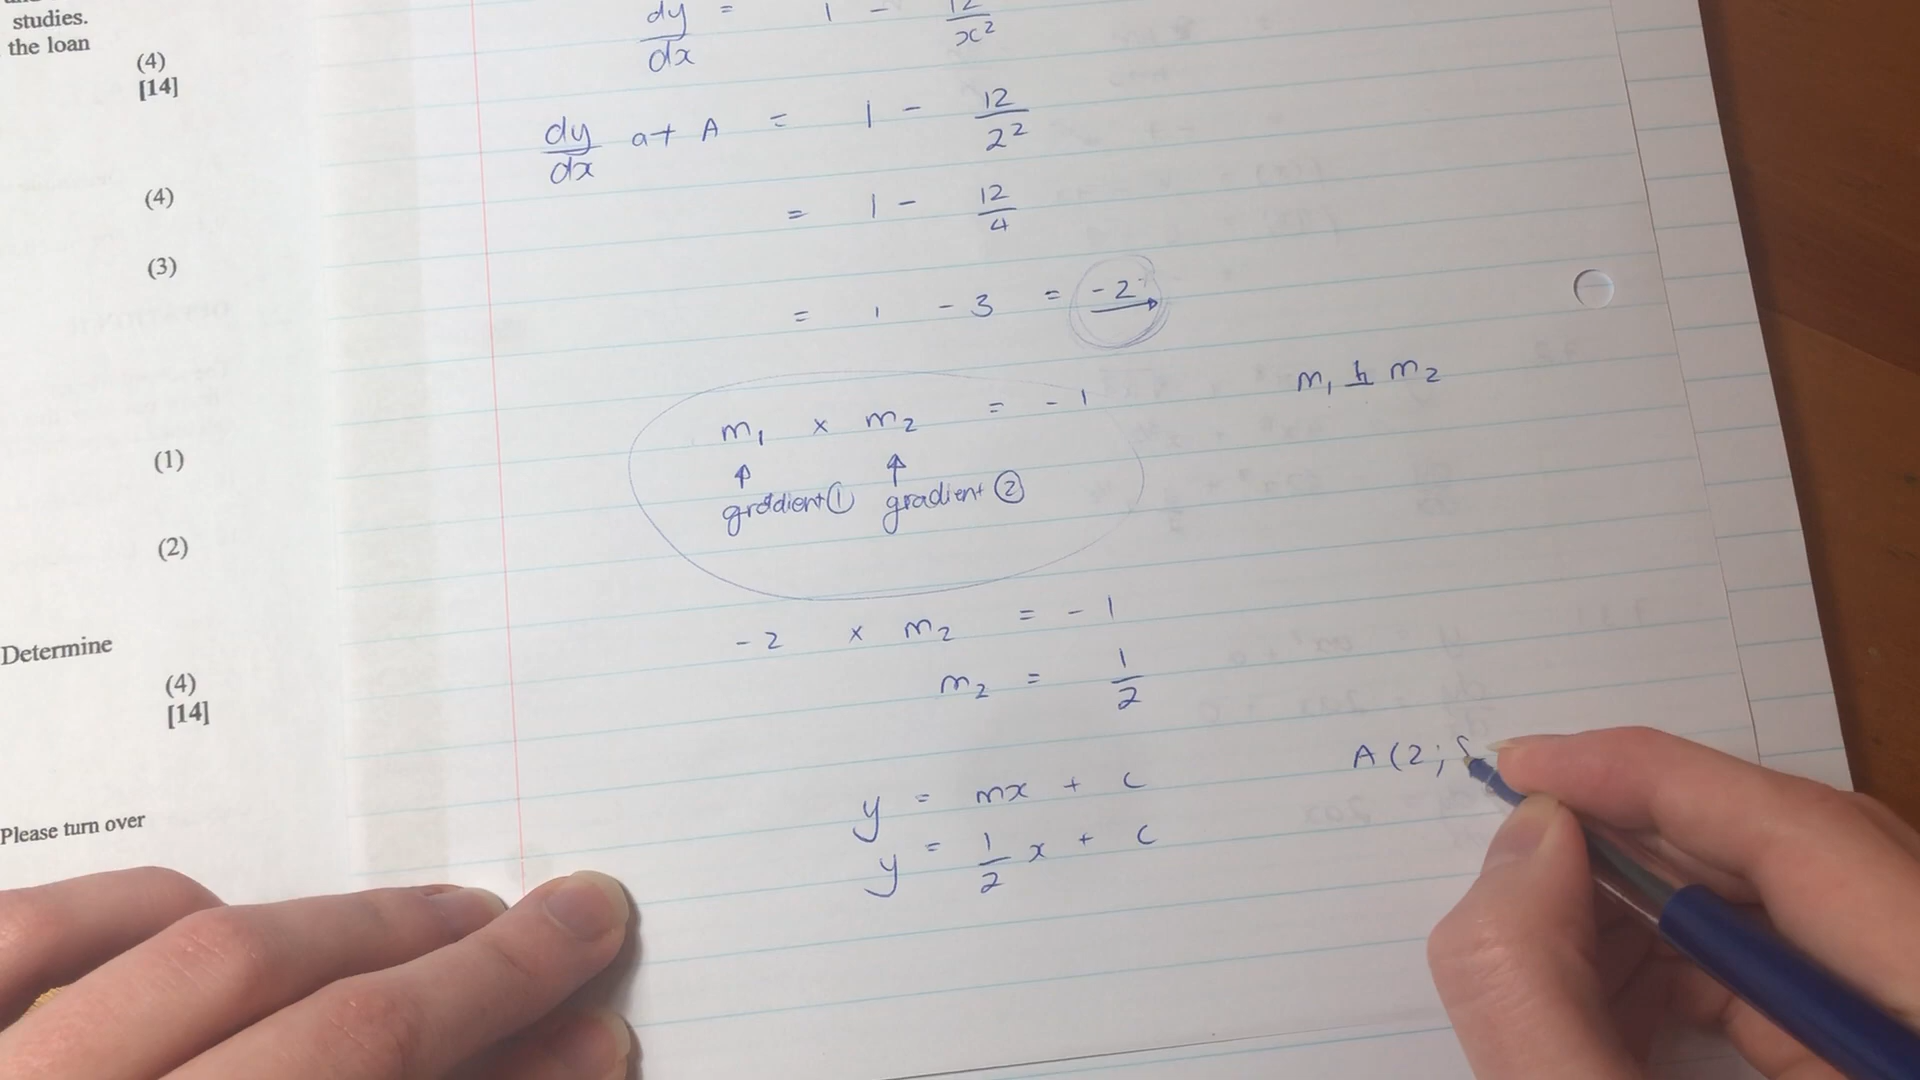 studies.
the loan
(4)
[14]
(4)
(3)
(1)
(2)
Determine
(4)
[14]
Please turn over
dy/dx = 1 - 12/x²
dy/dx at A = 1 - 12/2²
= 1 - 12/4
= 1 - 3 = -2
m₁ × m₂ = -1
m₁ m₂
gradient ① gradient ②
-2 × m₂ = -1
m₂ = 1/2
A (2;
y = mx + c
y = 1/2 x + c